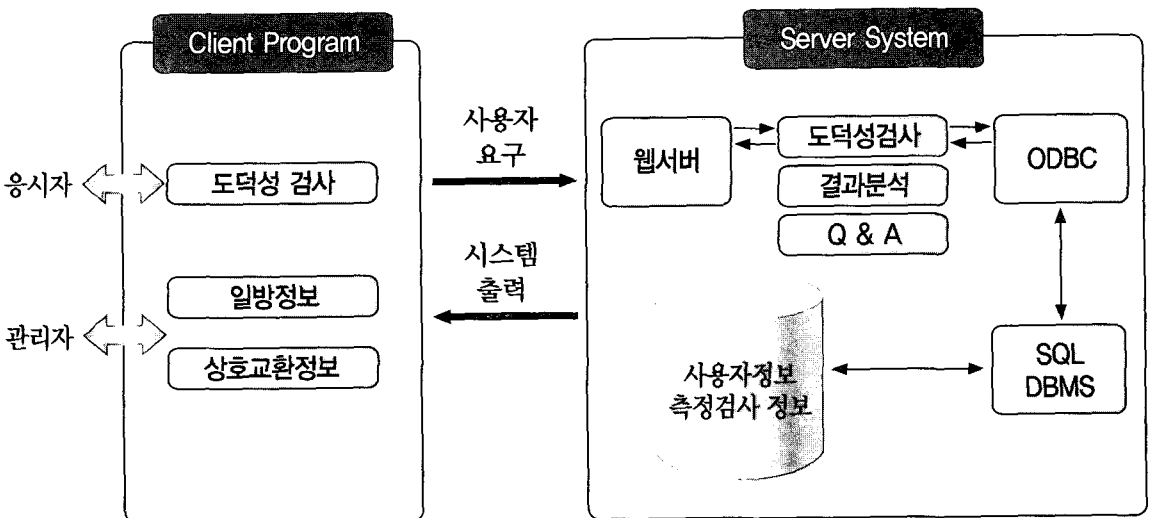 Client Program
응시자
도덕성 검사
관리자
일방정보
상호교환정보
사용자
요구
시스템
출력
Server System
웹서버
도덕성검사
결과분석
Q & A
ODBC
SQL
DBMS
사용자정보
측정검사 정보